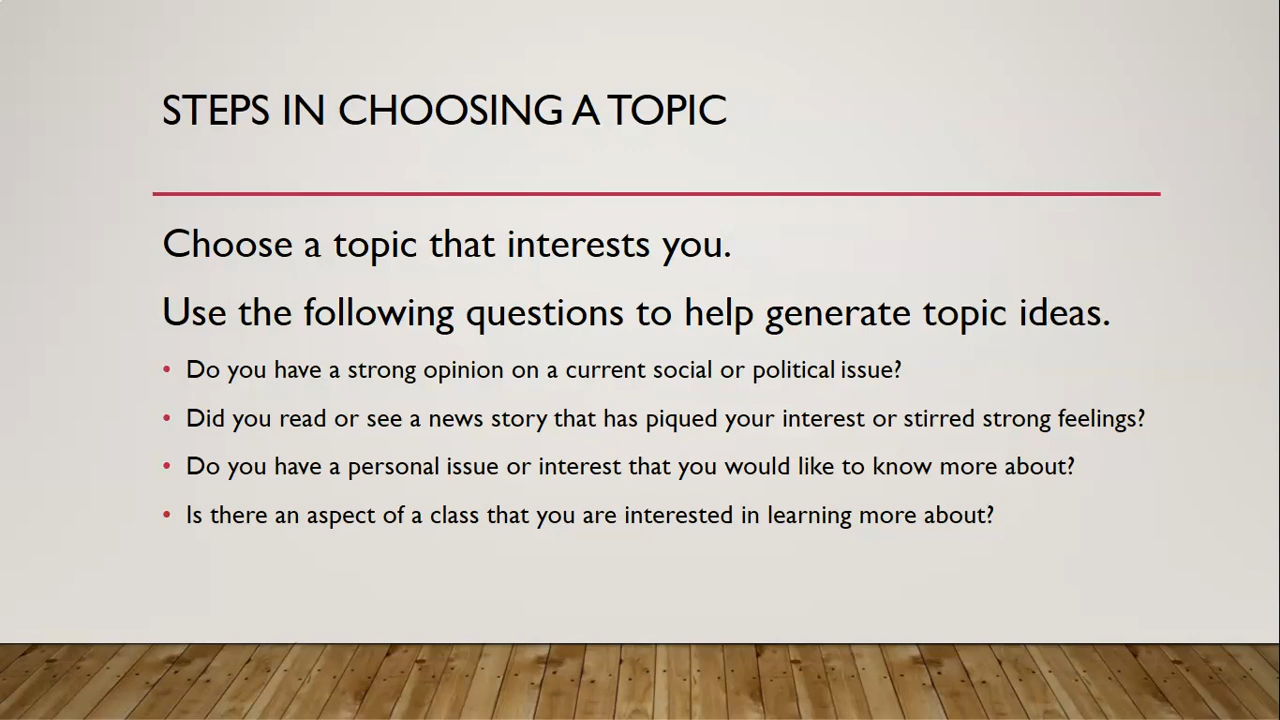 STEPS IN CHOOSING A TOPIC
Choose a topic that interests you.
Use the following questions to help generate topic ideas.
• Do you have a strong opinion on a current social or political issue?
• Did you read or see a news story that has piqued your interest or stirred strong feelings?
• Do you have a personal issue or interest that you would like to know more about?
• Is there an aspect of a class that you are interested in learning more about?